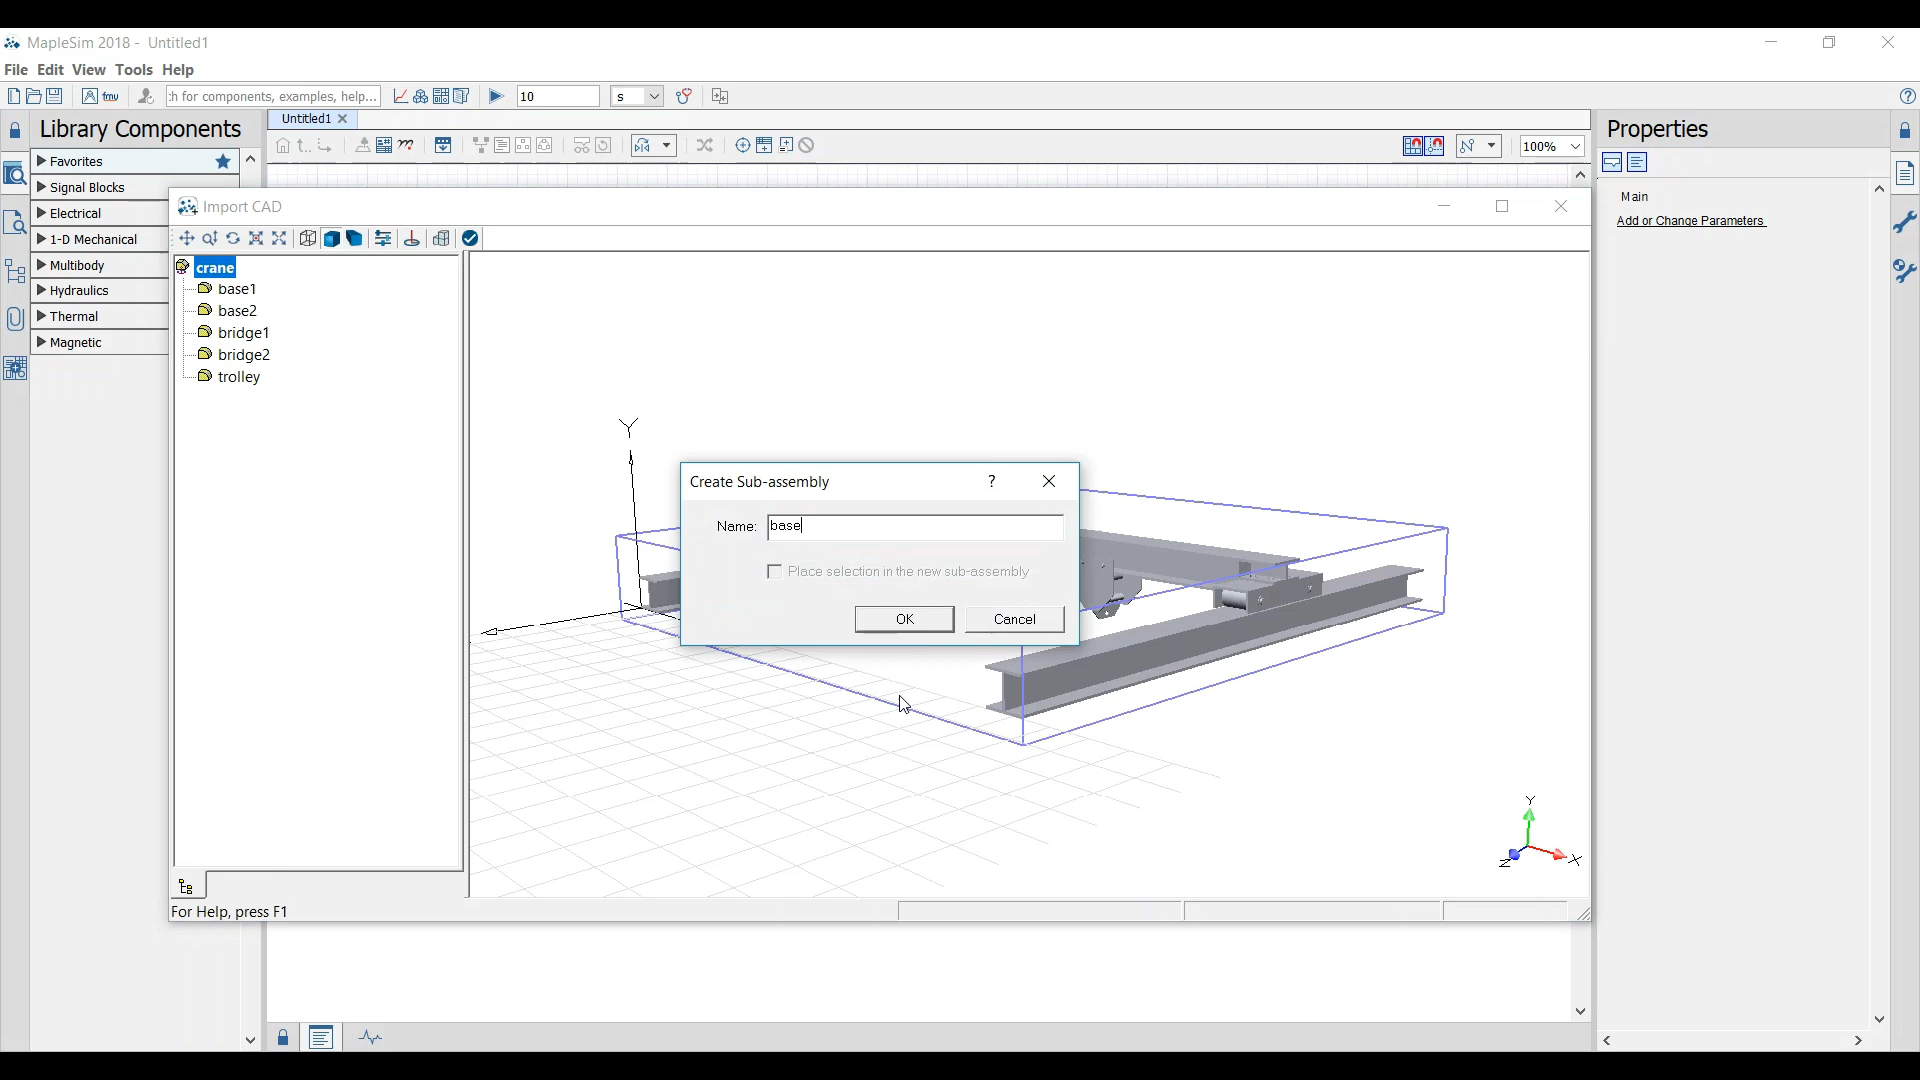 MapleSim 2018 - Untitled1
File Edit View Tools Help
fmu
:h for components, examples, help...
10
s
Library Components
Untitled1
Properties
Favorites
Signal Blocks
Electrical
1-D Mechanical
Multibody
Hydraulics
Thermal
Magnetic
100%
Main
Add or Change Parameters
Import CAD
crane
base1
base2
bridge1
bridge2
trolley
Y
Create Sub-assembly
?
Name: base
Place selection in the new sub-assembly
OK
Cancel
Y
Z
X
For Help, press F1